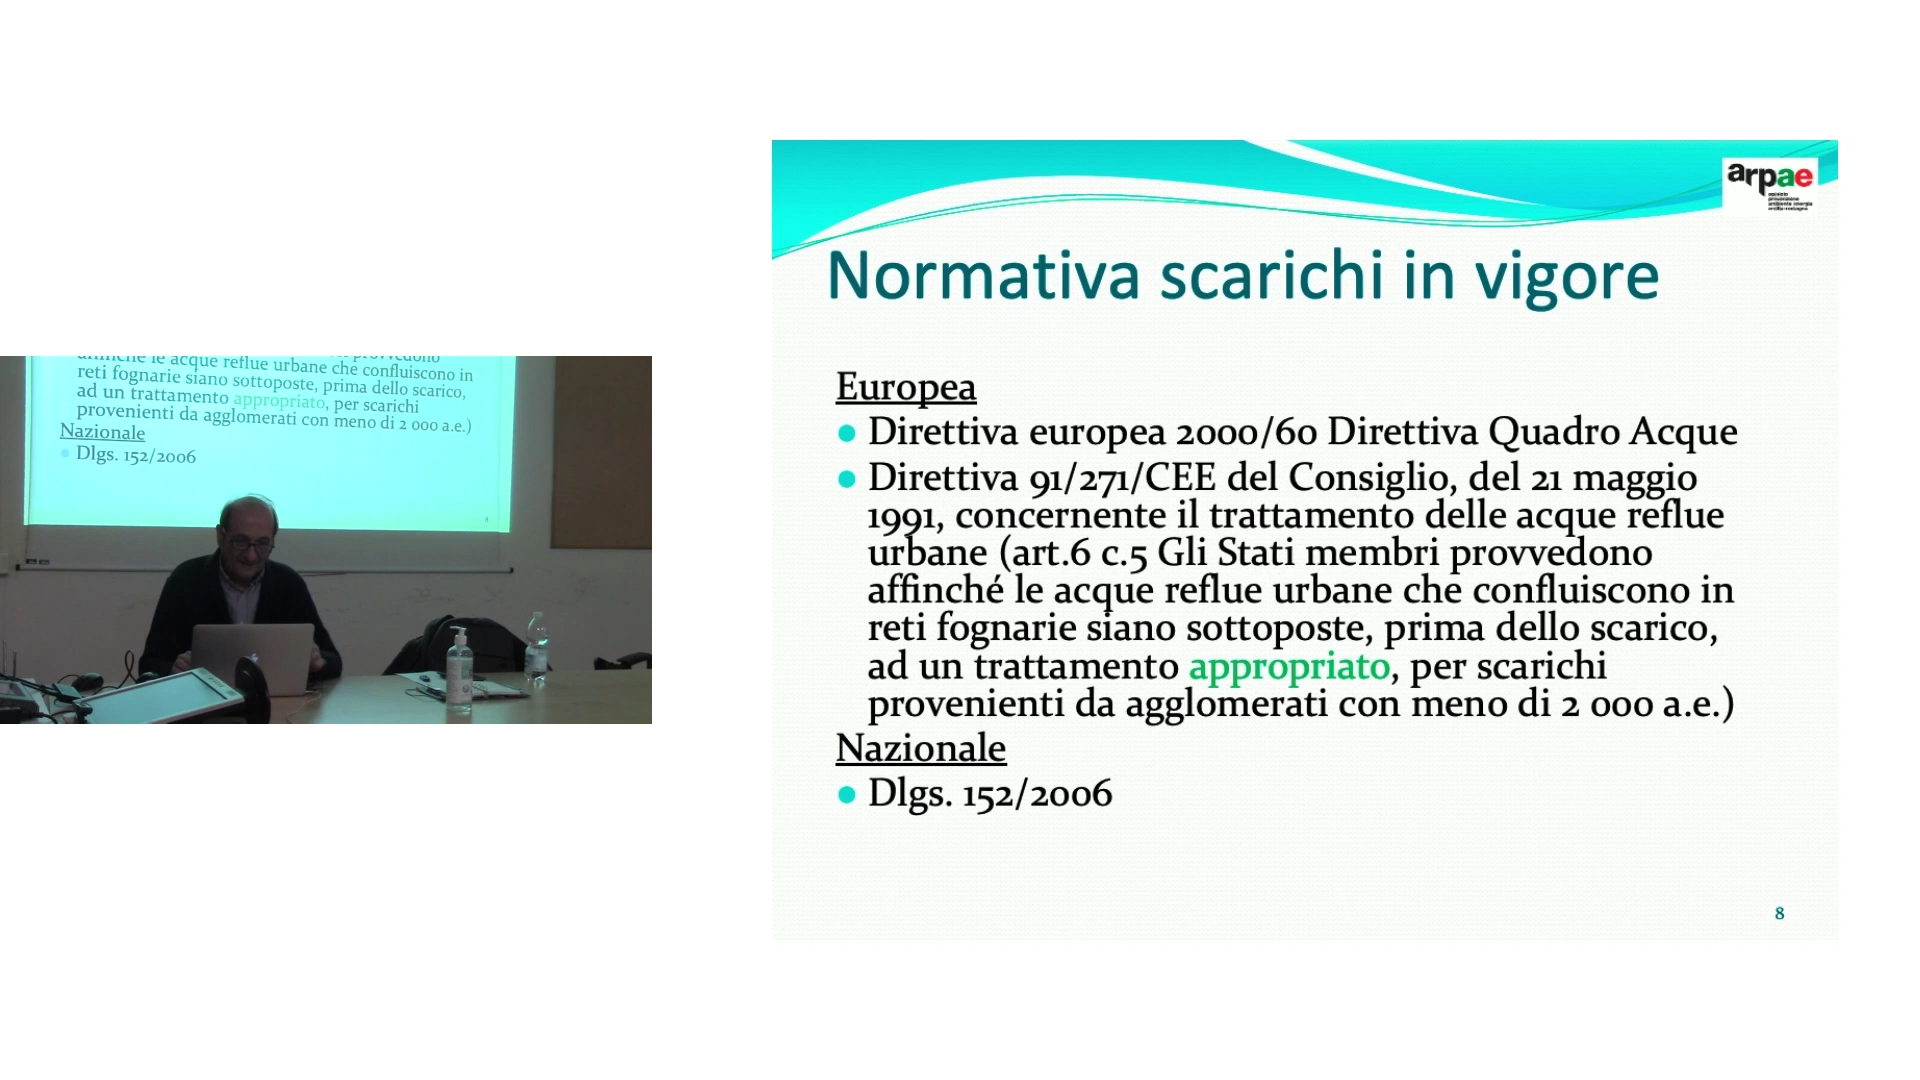 affinché le acque reflue urbane che confluiscono in
reti fognarie siano sottoposte, prima dello scarico,
ad un trattamento appropriato, per scarichi
provenienti da agglomerati con meno di 2 000 a.e.)
Nazionale
Dlgs. 152/2006
arpae
Normativa scarichi in vigore
Europea
Direttiva europea 2000/60 Direttiva Quadro Acque
Direttiva 91/271/CEE del Consiglio, del 21 maggio
1991, concernente il trattamento delle acque reflue
urbane (art.6 c.5 Gli Stati membri provvedono
affinché le acque reflue urbane che confluiscono in
reti fognarie siano sottoposte, prima dello scarico,
ad un trattamento appropriato, per scarichi
provenienti da agglomerati con meno di 2 000 a.e.)
Nazionale
Dlgs. 152/2006
8